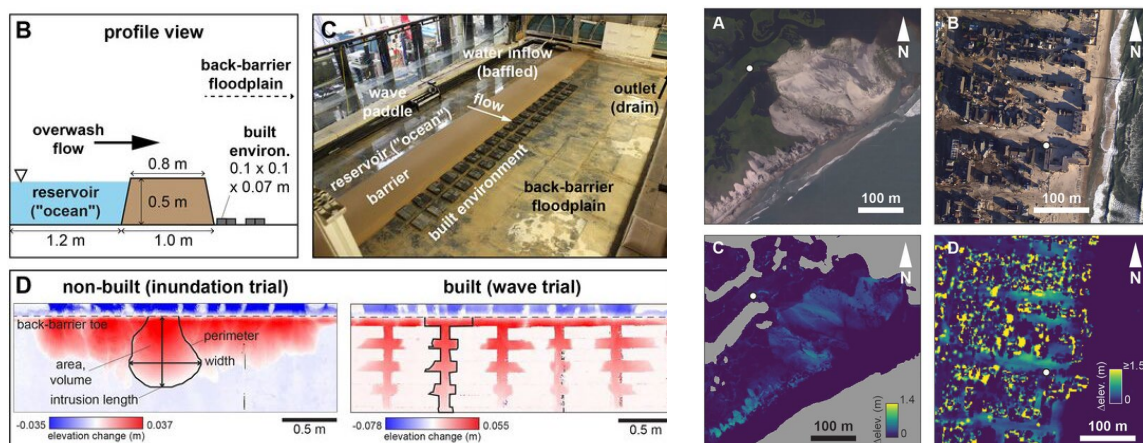 B
profile view
back-barrier
floodplain
overwash
flow
built
environ.
0.1 x 0.1
x 0.07 m
0.8 m
reservoir
("ocean")
0.5 m
1.2 m
1.0 m
C
water inflow
(baffled)
wave
paddle
flow
outlet
(drain)
reservoir ("ocean")
barrier
built environment
back-barrier
floodplain
D
non-built (inundation trial)
back-barrier toe
perimeter
area,
volume
width
intrusion length
-0.035
0.037
elevation change (m)
0.5 m
built (wave trial)
-0.078
0.055
elevation change (m)
0.5 m
A
N
100 m
B
N
100 m
C
N
1.4
Δelev. (m)
0
100 m
D
N
≥1.5
Δelev. (m)
0
100 m